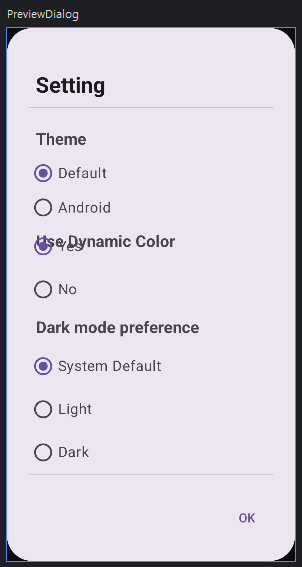 PreviewDialog
Setting
Theme
Default
Android
Use Dynamic Color
Yes
No
Dark mode preference
System Default
Light
Dark
OK